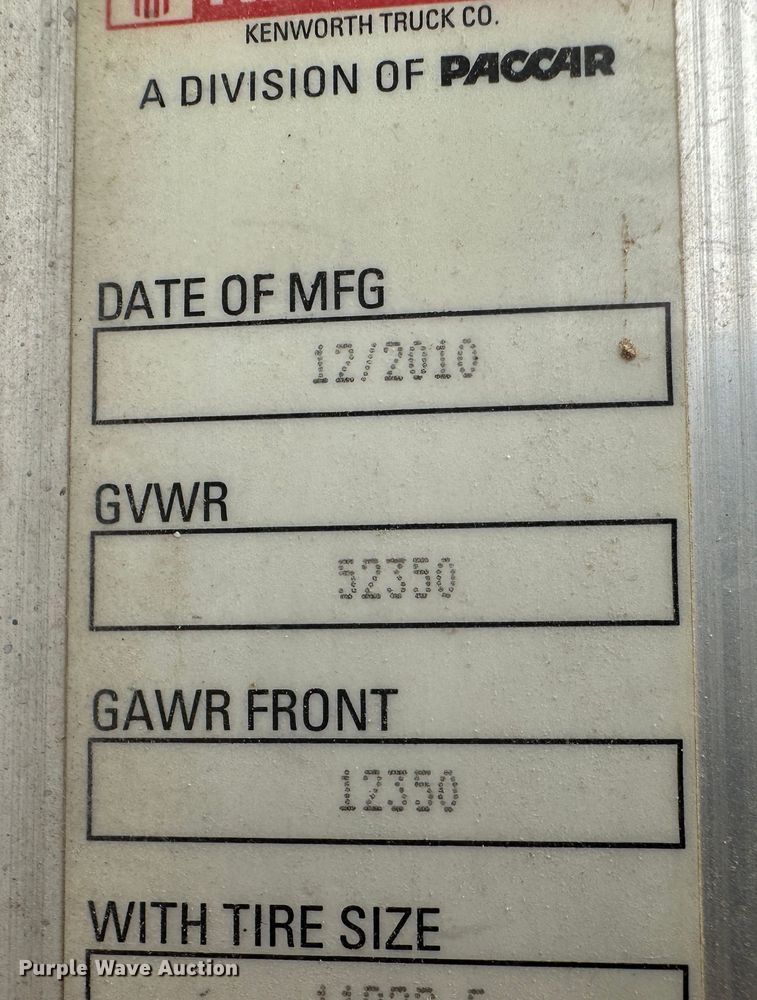 KENWORTH TRUCK CO.
A DIVISION OF PACCAR
DATE OF MFG
12/2010
GVWR
52350
GAWR FRONT
12350
WITH TIRE SIZE
Purple Wave Auction